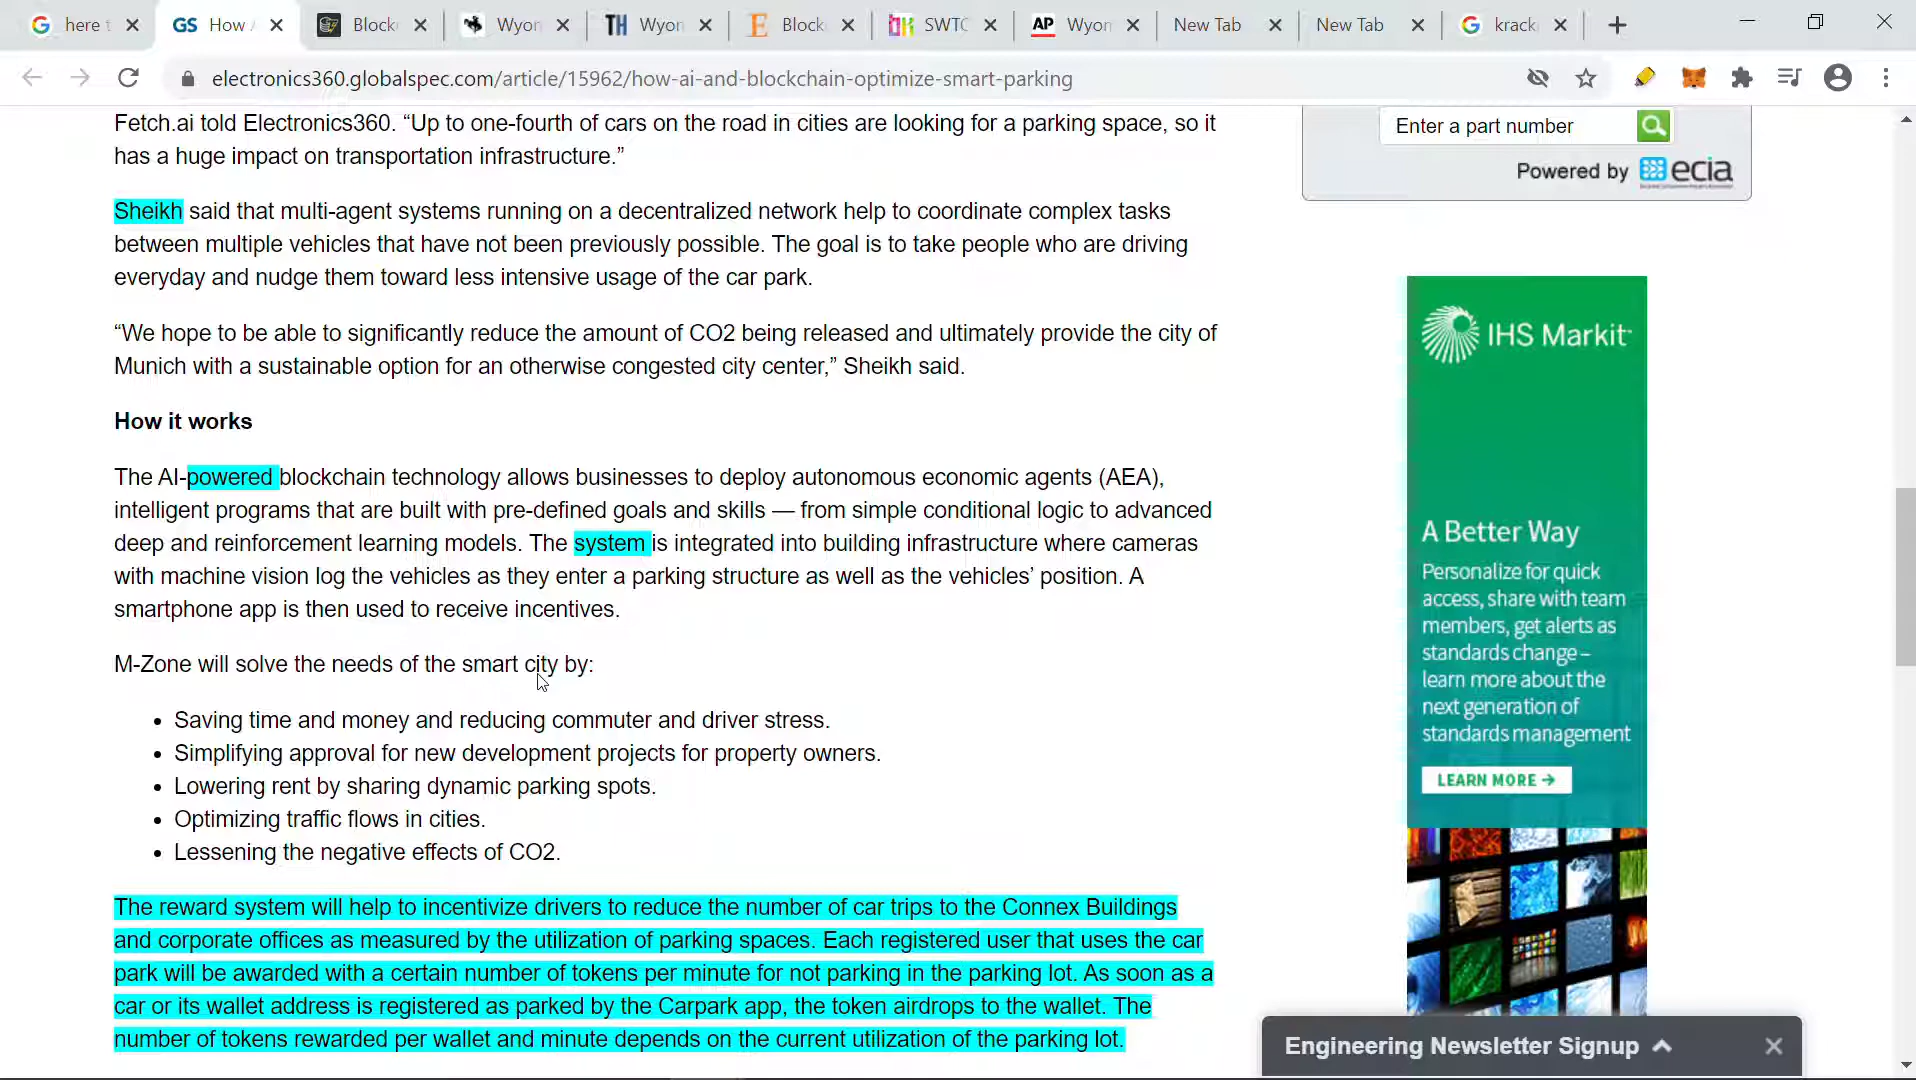 here t
GS How A
Block
Wyon
TH Wyon
E Block
SWTC
AP Wyon
New Tab
New Tab
krack
electronics360.globalspec.com/article/15962/how-ai-and-blockchain-optimize-smart-parking
Fetch.ai told Electronics360. “Up to one-fourth of cars on the road in cities are looking for a parking space, so it
has a huge impact on transportation infrastructure.”
Sheikh said that multi-agent systems running on a decentralized network help to coordinate complex tasks
between multiple vehicles that have not been previously possible. The goal is to take people who are driving
everyday and nudge them toward less intensive usage of the car park.
“We hope to be able to significantly reduce the amount of CO2 being released and ultimately provide the city of
Munich with a sustainable option for an otherwise congested city center,” Sheikh said.
How it works
The AI-powered blockchain technology allows businesses to deploy autonomous economic agents (AEA),
intelligent programs that are built with pre-defined goals and skills — from simple conditional logic to advanced
deep and reinforcement learning models. The system is integrated into building infrastructure where cameras
with machine vision log the vehicles as they enter a parking structure as well as the vehicles’ position. A
smartphone app is then used to receive incentives.
M-Zone will solve the needs of the smart city by:
• Saving time and money and reducing commuter and driver stress.
• Simplifying approval for new development projects for property owners.
• Lowering rent by sharing dynamic parking spots.
• Optimizing traffic flows in cities.
• Lessening the negative effects of CO2.
The reward system will help to incentivize drivers to reduce the number of car trips to the Connex Buildings
and corporate offices as measured by the utilization of parking spaces. Each registered user that uses the car
park will be awarded with a certain number of tokens per minute for not parking in the parking lot. As soon as a
car or its wallet address is registered as parked by the Carpark app, the token airdrops to the wallet. The
number of tokens rewarded per wallet and minute depends on the current utilization of the parking lot.
Enter a part number
Powered by ecia
IHS Markit
A Better Way
Personalize for quick
access, share with team
members, get alerts as
standards change –
learn more about the
next generation of
standards management
LEARN MORE →
Engineering Newsletter Signup